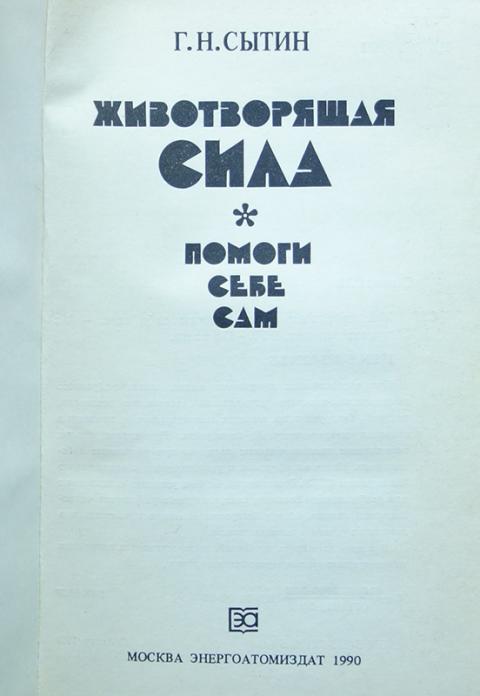 Г.Н.СЫТИН
ЖИВОТВОРЯЩАЯ
СИЛА
*
ПОМОГИ
СЕБЕ
САМ
ЭА
МОСКВА ЭНЕРГОАТОМИЗДАТ 1990